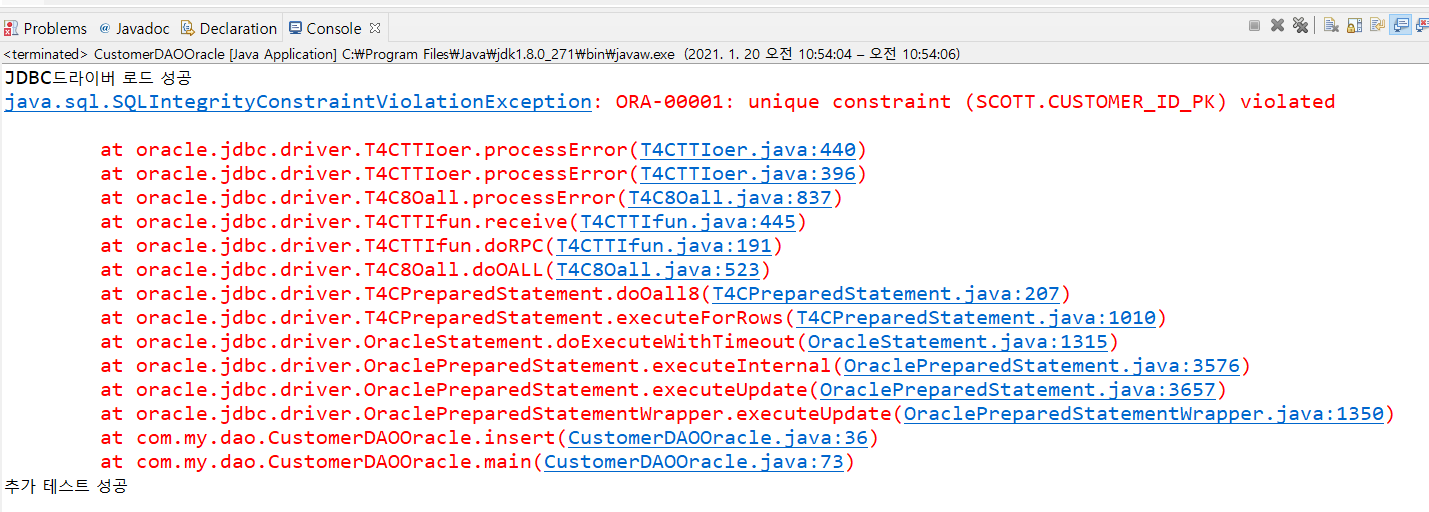 Problems @ Javadoc Declaration Console
<terminated> CustomerDAOOracle [Java Application] C:₩Program Files₩Java₩jdk1.8.0_271₩bin₩javaw.exe (2021. 1. 20 오전 10:54:04 – 오전 10:54:06)
JDBC드라이버 로드 성공
java.sql.SQLIntegrityConstraintViolationException: ORA-00001: unique constraint (SCOTT.CUSTOMER_ID_PK) violated
at oracle.jdbc.driver.T4CTTIoer.processError(T4CTTIoer.java:440)
at oracle.jdbc.driver.T4CTTIoer.processError(T4CTTIoer.java:396)
at oracle.jdbc.driver.T4C8Oall.processError(T4C8Oall.java:837)
at oracle.jdbc.driver.T4CTTIfun.receive(T4CTTIfun.java:445)
at oracle.jdbc.driver.T4CTTIfun.doRPC(T4CTTIfun.java:191)
at oracle.jdbc.driver.T4C8Oall.doOALL(T4C8Oall.java:523)
at oracle.jdbc.driver.T4CPreparedStatement.doOall8(T4CPreparedStatement.java:207)
at oracle.jdbc.driver.T4CPreparedStatement.executeForRows(T4CPreparedStatement.java:1010)
at oracle.jdbc.driver.OracleStatement.doExecuteWithTimeout(OracleStatement.java:1315)
at oracle.jdbc.driver.OraclePreparedStatement.executeInternal(OraclePreparedStatement.java:3576)
at oracle.jdbc.driver.OraclePreparedStatement.executeUpdate(OraclePreparedStatement.java:3657)
at oracle.jdbc.driver.OraclePreparedStatementWrapper.executeUpdate(OraclePreparedStatementWrapper.java:1350)
at com.my.dao.CustomerDAOOracle.insert(CustomerDAOOracle.java:36)
at com.my.dao.CustomerDAOOracle.main(CustomerDAOOracle.java:73)
추가 테스트 성공